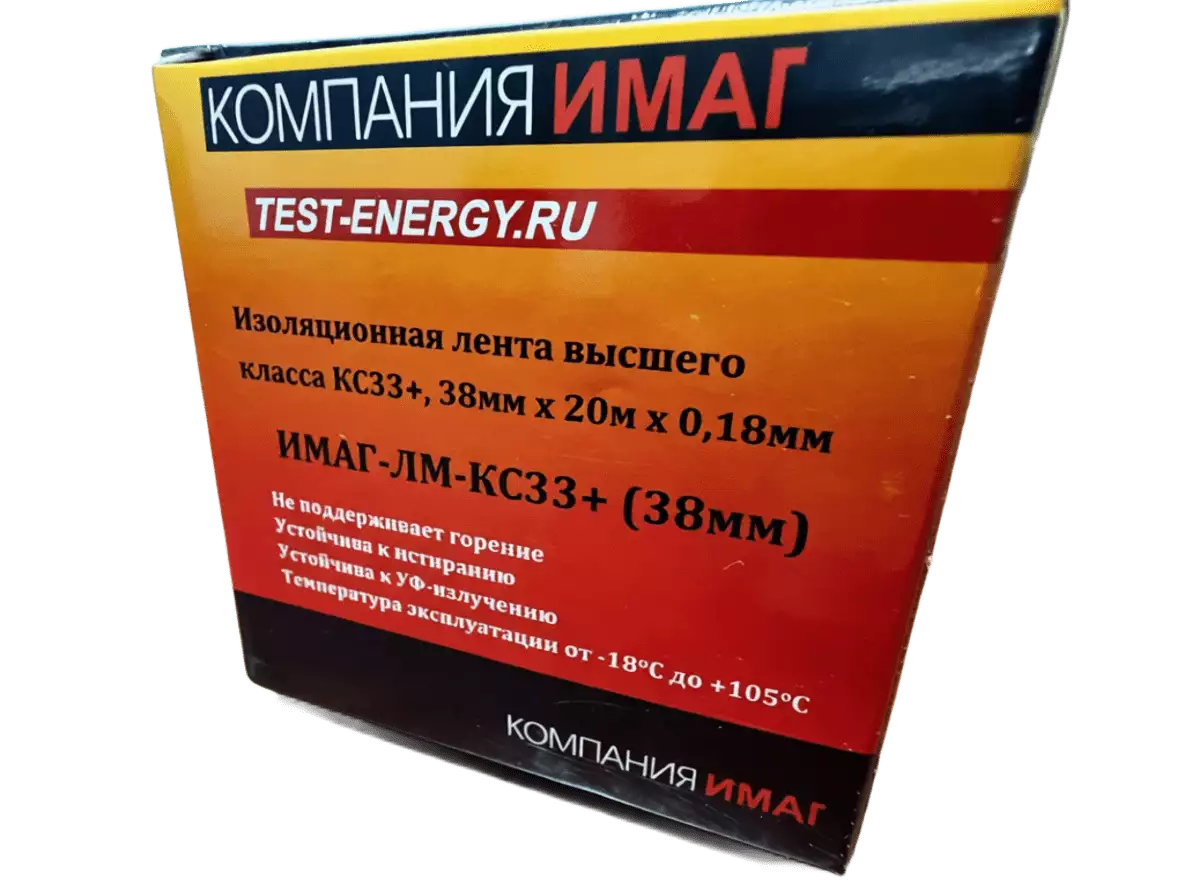 КОМПАНИЯ ИМАГ
TEST-ENERGY.RU
Изоляционная лента высшего
класса КС33+, 38мм х 20м х 0,18мм
ИМАГ-ЛМ-КС33+ (38мм)
Не поддерживает горение
Устойчива к истиранию
Устойчива к УФ-излучению
Температура эксплуатации от -18°С до +105°С
КОМПАНИЯ ИМАГ